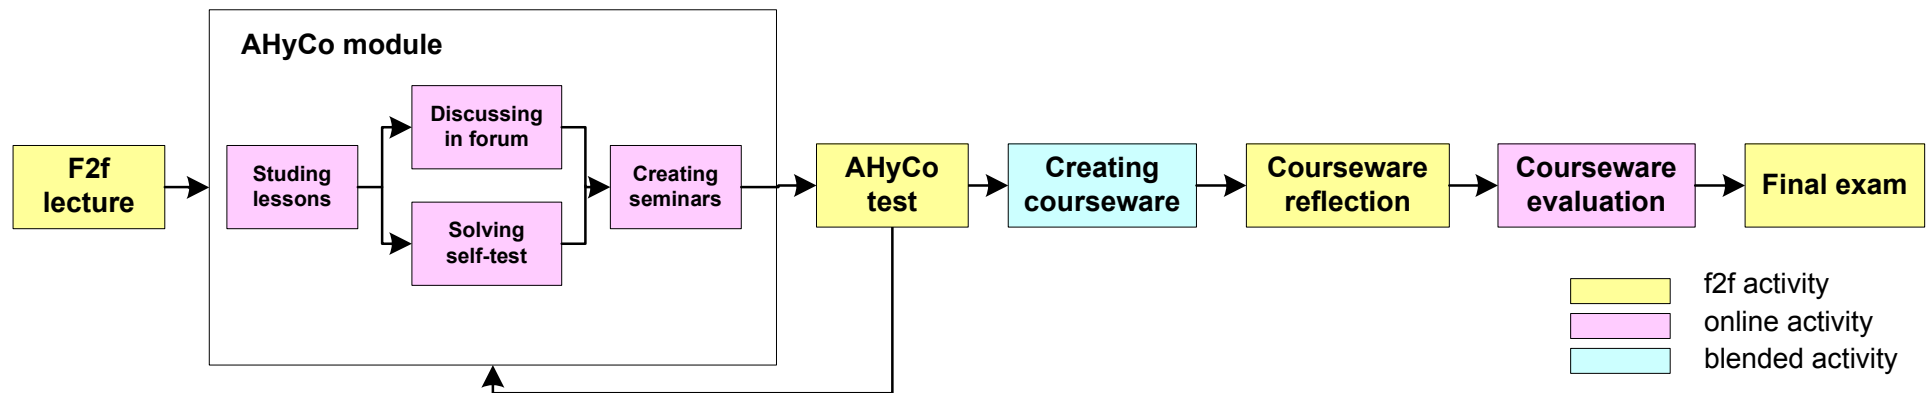 AHyCo module
F2f
lecture
Studing
lessons
Discussing
in forum
Solving
self-test
Creating
seminars
AHyCo
test
Creating
courseware
Courseware
reflection
Courseware
evaluation
Final exam
f2f activity
online activity
blended activity